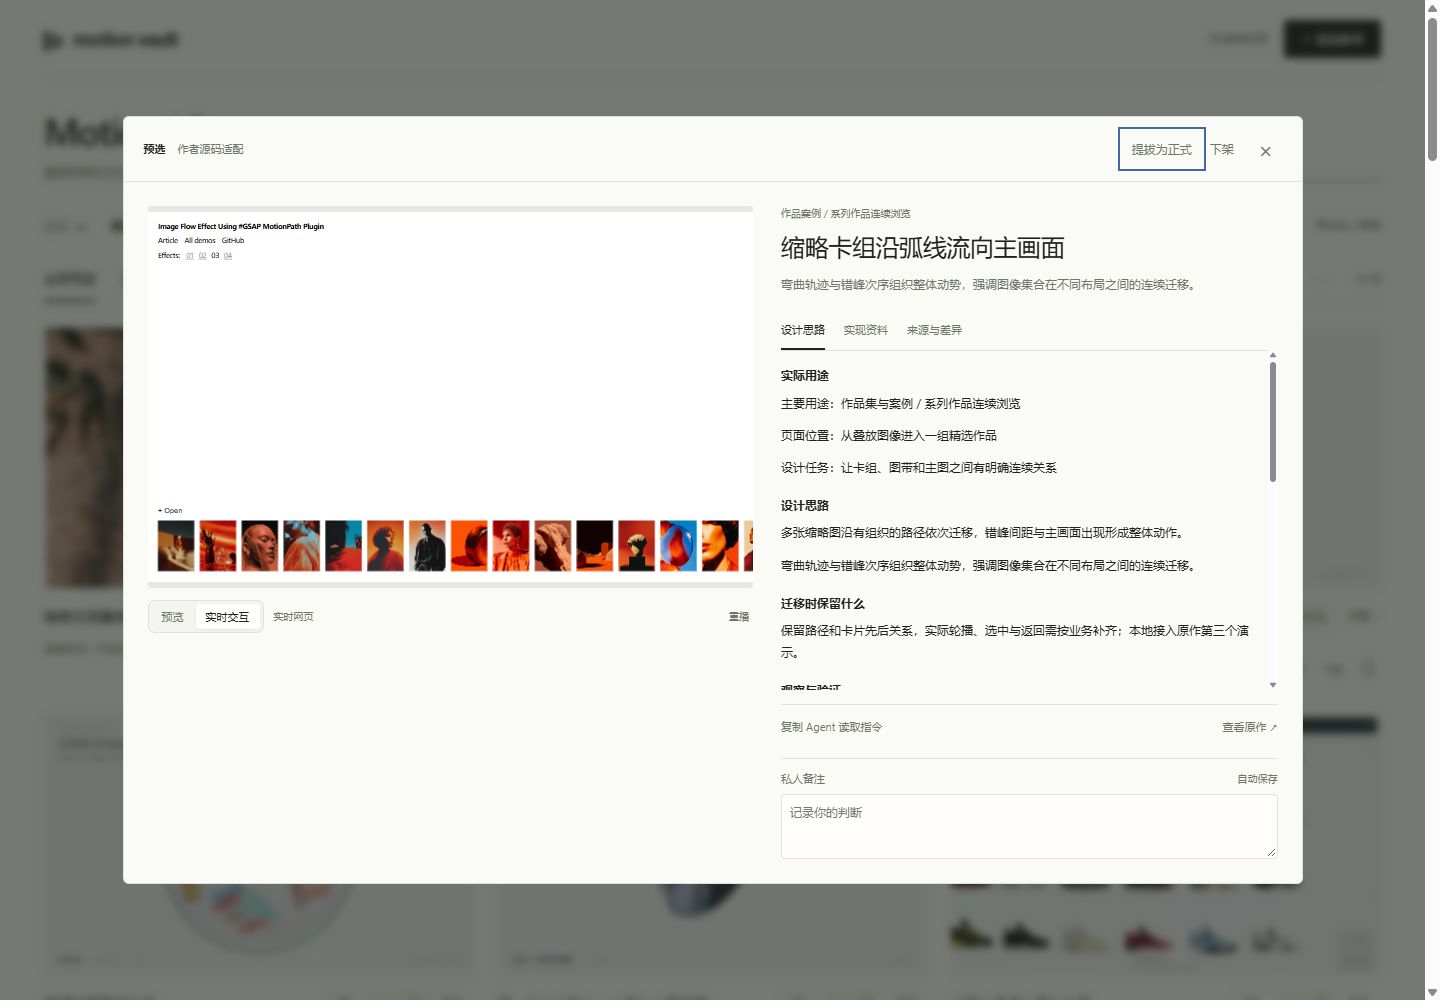 motion vault
预选 作者源码适配
提拔为正式 下架 ×
Image Flow Effect Using #GSAP MotionPath Plugin
Article All demos GitHub
Effects: 01 02 03 04
+ Open
预览 实时交互 实时网页 重播
作品案例 / 系列作品连续浏览
缩略卡组沿弧线流向主画面
弯曲轨迹与错峰次序组织整体动势，强调图像集合在不同布局之间的连续迁移。
设计思路 实现资料 来源与差异
实际用途
主要用途：作品集与案例 / 系列作品连续浏览
页面位置：从叠放图像进入一组精选作品
设计任务：让卡组、图带和主图之间有明确连续关系
设计思路
多张缩略图沿有组织的路径依次迁移，错峰间距与主画面出现形成整体动作。
弯曲轨迹与错峰次序组织整体动势，强调图像集合在不同布局之间的连续迁移。
迁移时保留什么
保留路径和卡片先后关系，实际轮播、选中与返回需按业务补齐；本地接入原作第三个演
示。
观察与验证
复制 Agent 读取指令 查看原作 ↗
私人备注 自动保存
记录你的判断